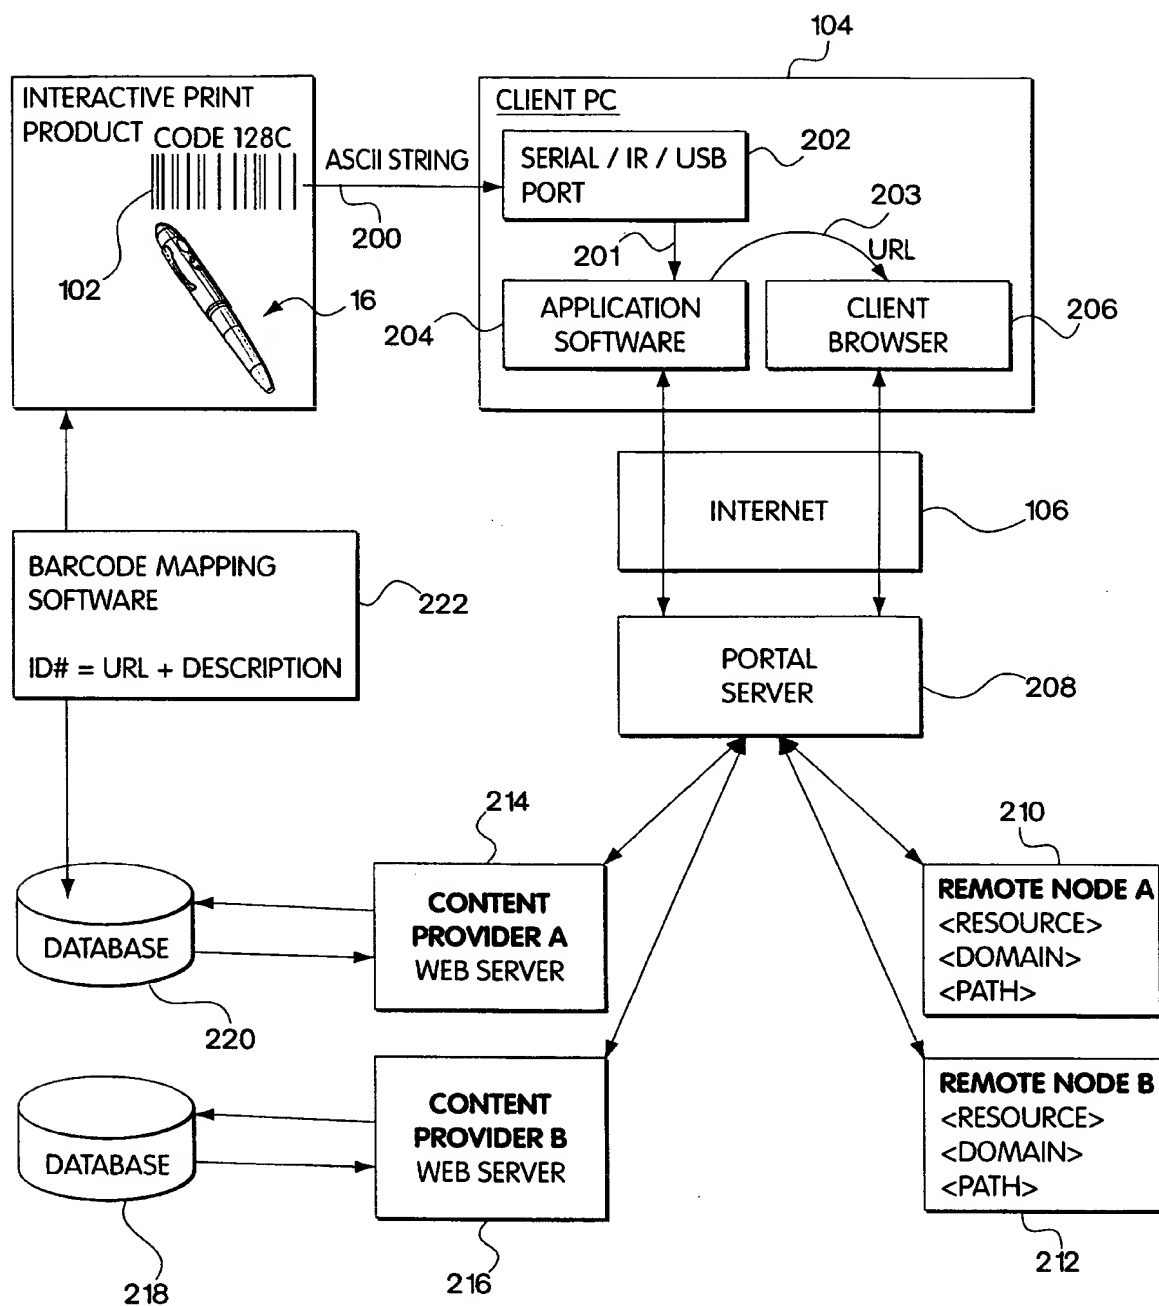 104
INTERACTIVE PRINT
PRODUCT
CODE 128C
102
16
ASCII STRING
200
CLIENT PC
SERIAL / IR / USB
PORT
202
201
203
URL
APPLICATION
SOFTWARE
204
CLIENT
BROWSER
206
INTERNET
106
BARCODE MAPPING
SOFTWARE
ID# = URL + DESCRIPTION
222
PORTAL
SERVER
208
214
CONTENT
PROVIDER A
WEB SERVER
DATABASE
220
210
REMOTE NODE A
<RESOURCE>
<DOMAIN>
<PATH>
CONTENT
PROVIDER B
WEB SERVER
216
DATABASE
218
REMOTE NODE B
<RESOURCE>
<DOMAIN>
<PATH>
212